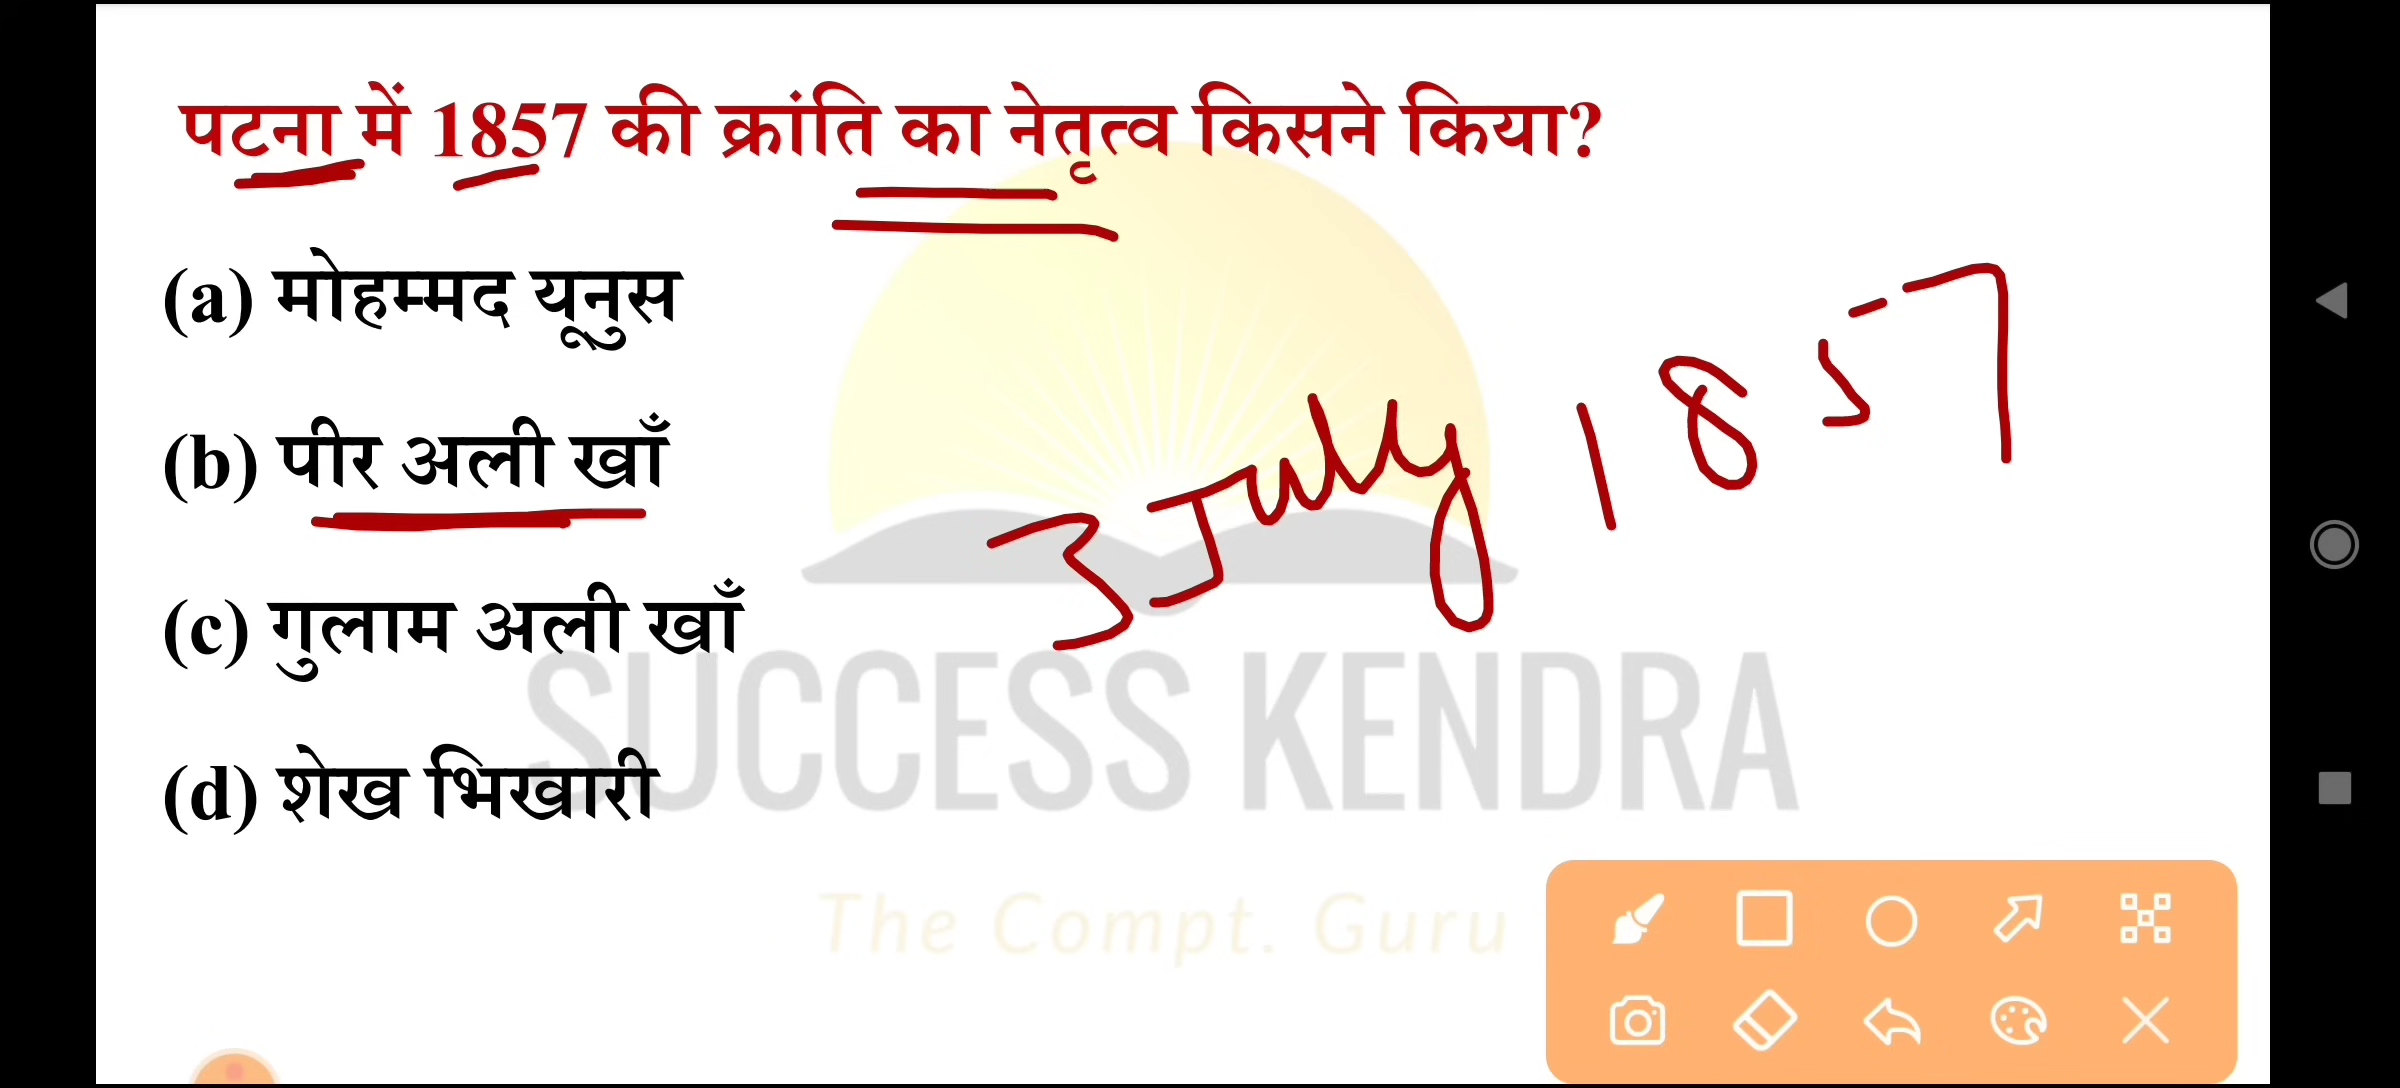 पटना में 1857 की क्रांति का नेतृत्व किसने किया?
(a) मोहम्मद यूनुस
(b) पीर अली खाँ
(c) गुलाम अली खाँ
(d) शेख भिखारी
3 July 1857
SUCCESS KENDRA
The Compt. Guru